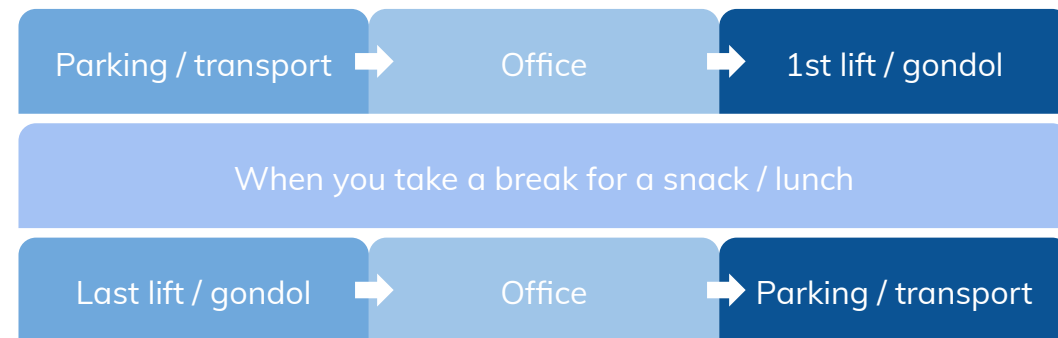 Parking / transport
Office
1st lift / gondol
When you take a break for a snack / lunch
Last lift / gondol
Office
Parking / transport